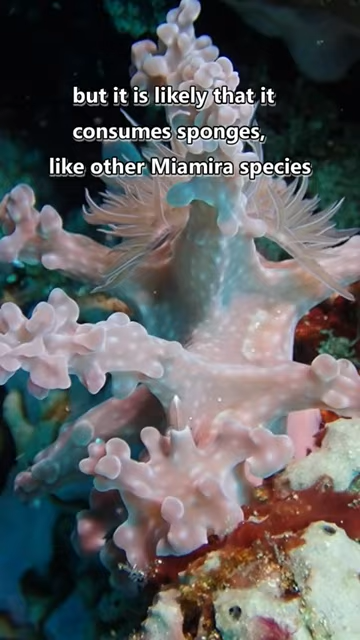 but it is likely that it
consumes sponges,
like other Miamira species